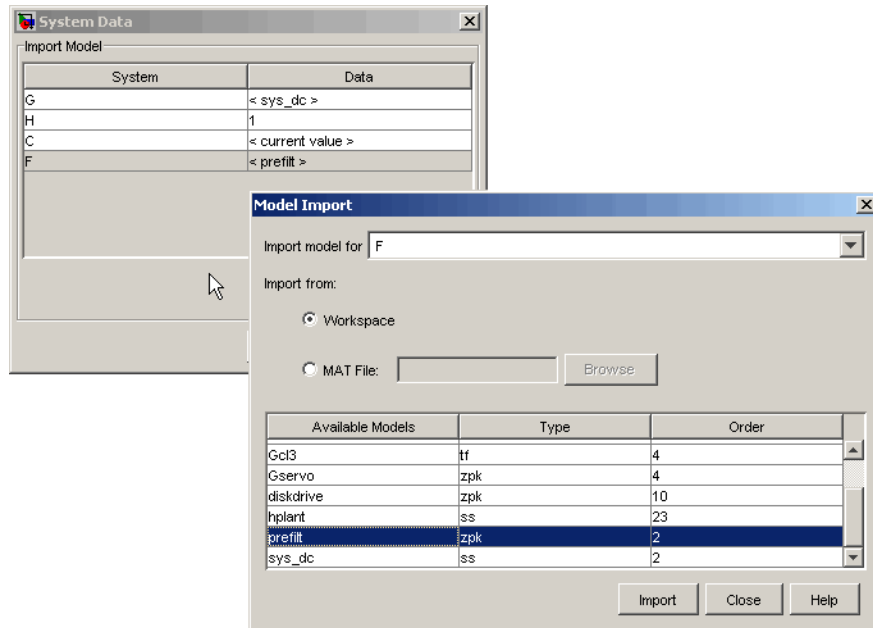 System Data
Import Model
System Data
G < sys_dc >
H 1
C < current value >
F < prefilt >
Model Import
Import model for F
Import from:
Workspace
MAT File: Browse
Available Models Type Order
Gcl3 tf 4
Gservo zpk 4
diskdrive zpk 10
hplant ss 23
prefilt zpk 2
sys_dc ss 2
Import Close Help